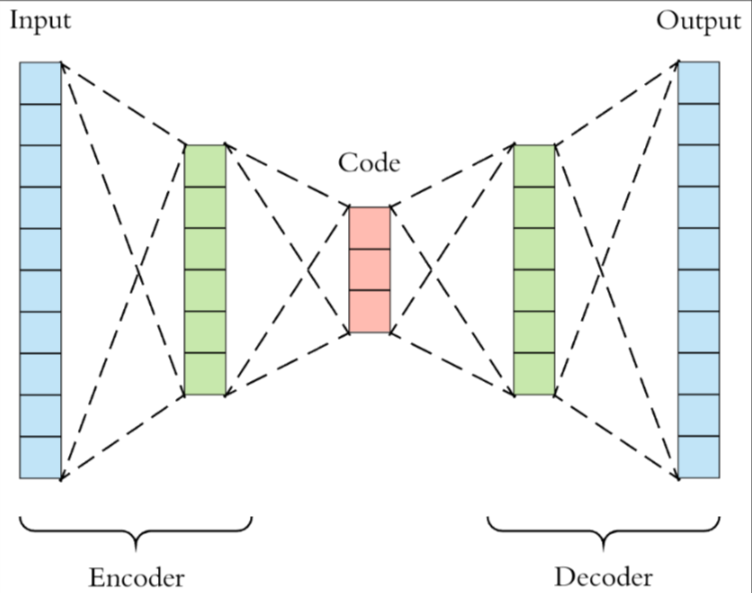 Input
Output
Code
Encoder
Decoder